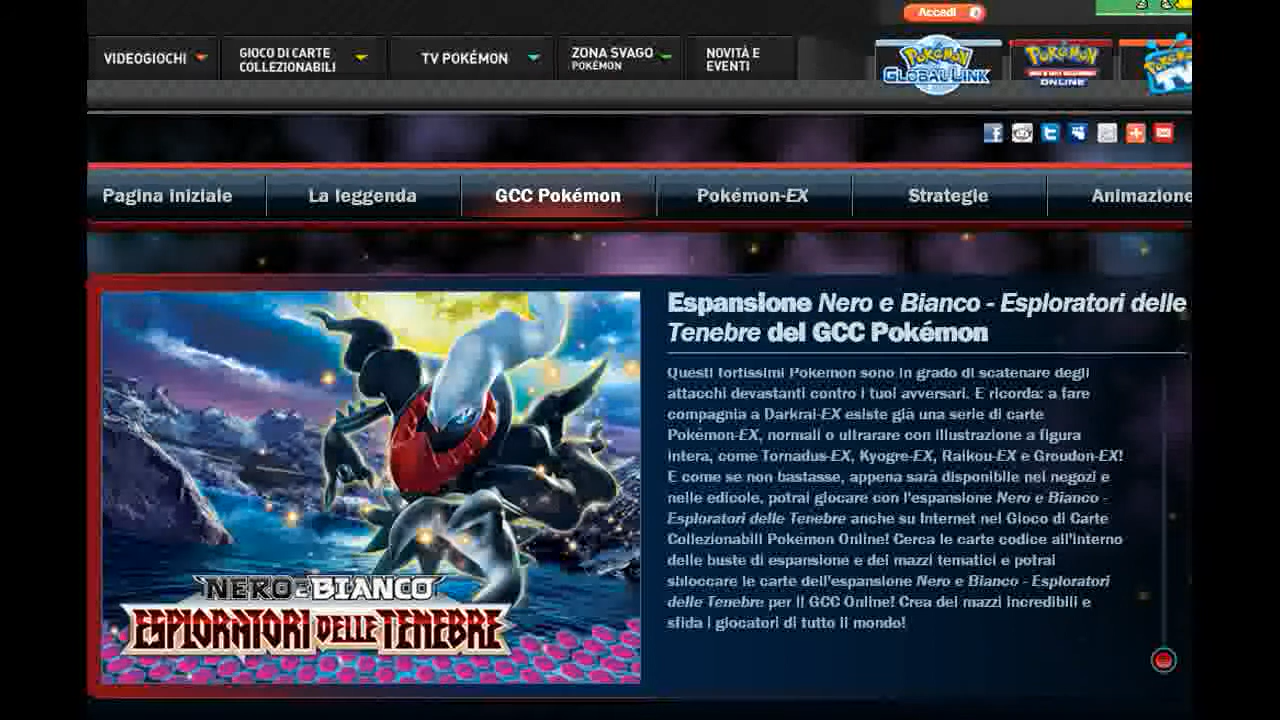 Accedi
VIDEOGIOCHI
GIOCO DI CARTE
COLLEZIONABILI
TV POKÉMON
ZONA SVAGO
POKÉMON
NOVITÀ E
EVENTI
POKÉMON
GLOBAL LINK
POKÉMON
ONLINE
POKÉMON
TV
Pagina iniziale
La leggenda
GCC Pokémon
Pokémon-EX
Strategie
Animazione
Espansione Nero e Bianco - Esploratori delle
Tenebre del GCC Pokémon
Questi fortissimi Pokémon sono in grado di scatenare degli
attacchi devastanti contro i tuoi avversari. E ricorda: a fare
compagnia a Darkrai-EX esiste già una serie di carte
Pokémon-EX, normali o ultrarare con illustrazione a figura
intera, come Tornadus-EX, Kyogre-EX, Raikou-EX e Groudon-EX!
E come se non bastasse, appena sarà disponibile nei negozi e
nelle edicole, potrai giocare con l'espansione Nero e Bianco -
Esploratori delle Tenebre anche su Internet nel Gioco di Carte
Collezionabili Pokémon Online! Cerca le carte codice all'interno
delle buste di espansione e dei mazzi tematici e potrai
sbloccare le carte dell'espansione Nero e Bianco - Esploratori
delle Tenebre per il GCC Online! Crea dei mazzi incredibili e
sfida i giocatori di tutto il mondo!
NERO E BIANCO
ESPLORATORI DELLE TENEBRE